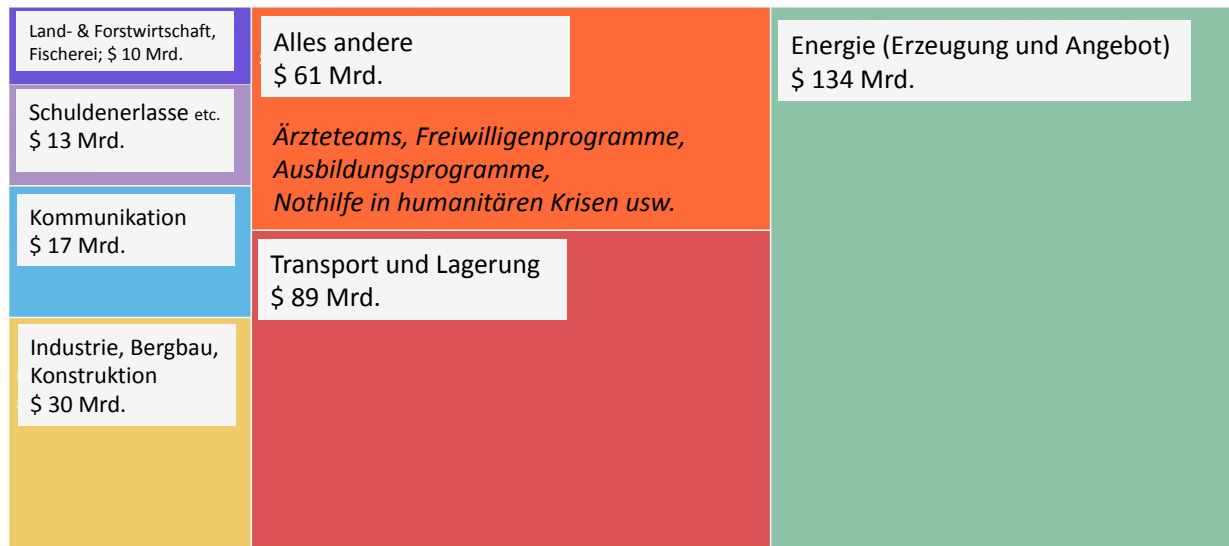 Land- & Forstwirtschaft,
Fischerei; $ 10 Mrd.
Schuldenerlasse etc.
$ 13 Mrd.
Kommunikation
$ 17 Mrd.
Industrie, Bergbau,
Konstruktion
$ 30 Mrd.
Alles andere
$ 61 Mrd.
Ärzteteams, Freiwilligenprogramme,
Ausbildungsprogramme,
Nothilfe in humanitären Krisen usw.
Transport und Lagerung
$ 89 Mrd.
Energie (Erzeugung und Angebot)
$ 134 Mrd.